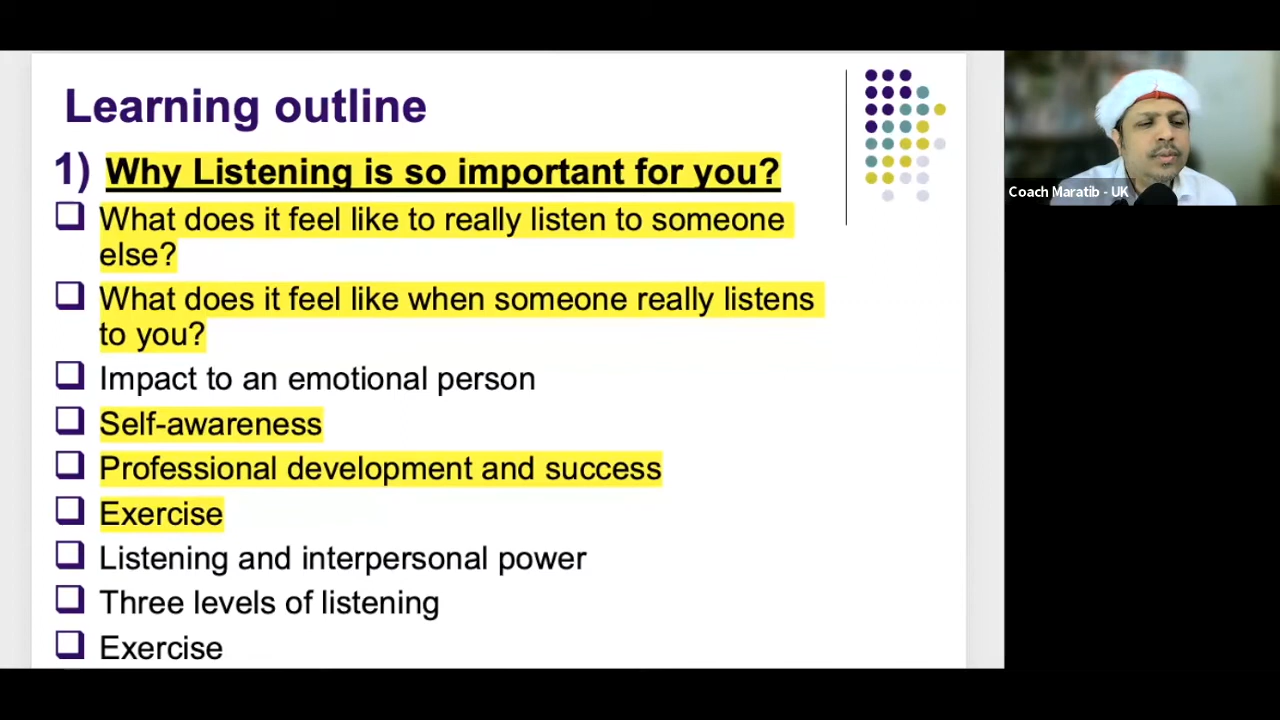 Learning outline
1) Why Listening is so important for you?
What does it feel like to really listen to someone
else?
What does it feel like when someone really listens
to you?
Impact to an emotional person
Self-awareness
Professional development and success
Exercise
Listening and interpersonal power
Three levels of listening
Exercise
Coach Maratib - UK